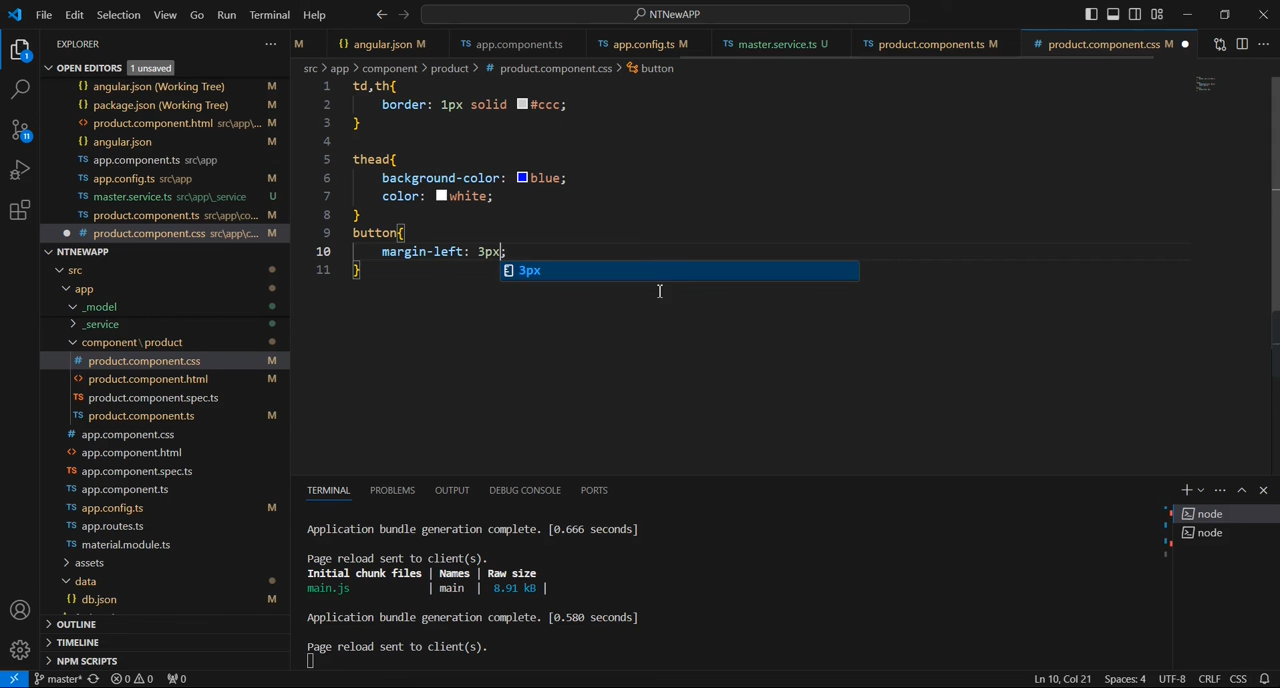 File Edit Selection View Go Run Terminal Help
NTNewAPP
EXPLORER
M angular.json M app.component.ts app.config.ts M master.service.ts U product.component.ts M product.component.css M
OPEN EDITORS 1 unsaved
angular.json (Working Tree) M
package.json (Working Tree) M
product.component.html src\app\... M
angular.json M
app.component.ts src\app
app.config.ts src\app M
master.service.ts src\app\_service U
product.component.ts src\app\co... M
product.component.css src\app\c...
NTNEWAPP
src
app
_model
_service
component \ product
product.component.css M
product.component.html M
product.component.spec.ts
product.component.ts M
app.component.css
app.component.html
app.component.spec.ts
app.component.ts
app.config.ts M
app.routes.ts
material.module.ts
assets
data
db.json M
OUTLINE
TIMELINE
NPM SCRIPTS
src > app > component > product > # product.component.css > button
1 td,th{
2 border: 1px solid #ccc;
3 }
4
5 thead{
6 background-color: blue;
7 color: white;
8 }
9 button{
10 margin-left: 3px;
11 }
3px
TERMINAL PROBLEMS OUTPUT DEBUG CONSOLE PORTS
Application bundle generation complete. [0.666 seconds]
Page reload sent to client(s).
Initial chunk files | Names | Raw size
main.js | main | 8.91 kB |
Application bundle generation complete. [0.580 seconds]
Page reload sent to client(s).
node
node
master* 0 0 0 Ln 10, Col 21 Spaces: 4 UTF-8 CRLF CSS